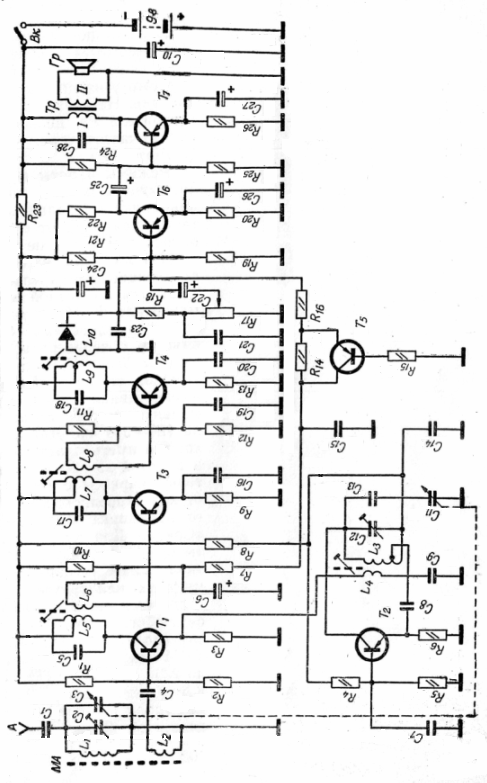 A
C1
MA
L1
C2
C3
L2
C4
R1
R2
C5
L5
T1
R3
L6
C6
R10
R7
R8
C17
L7
T3
R9
C16
L8
R11
R12
C19
C18
L9
T4
R13
C20
L10
C23
R18
C21
R17
C22
C24
R21
R19
R23
R22
T6
R20
C26
C25
R24
R25
C28
I
II
Тр
Гр
T7
R26
C27
C10
Вк
-
9в
+
R16
R14
T5
R15
C15
C14
C13
C12
C11
L3
L4
C9
C8
T2
R6
R4
R5
C7